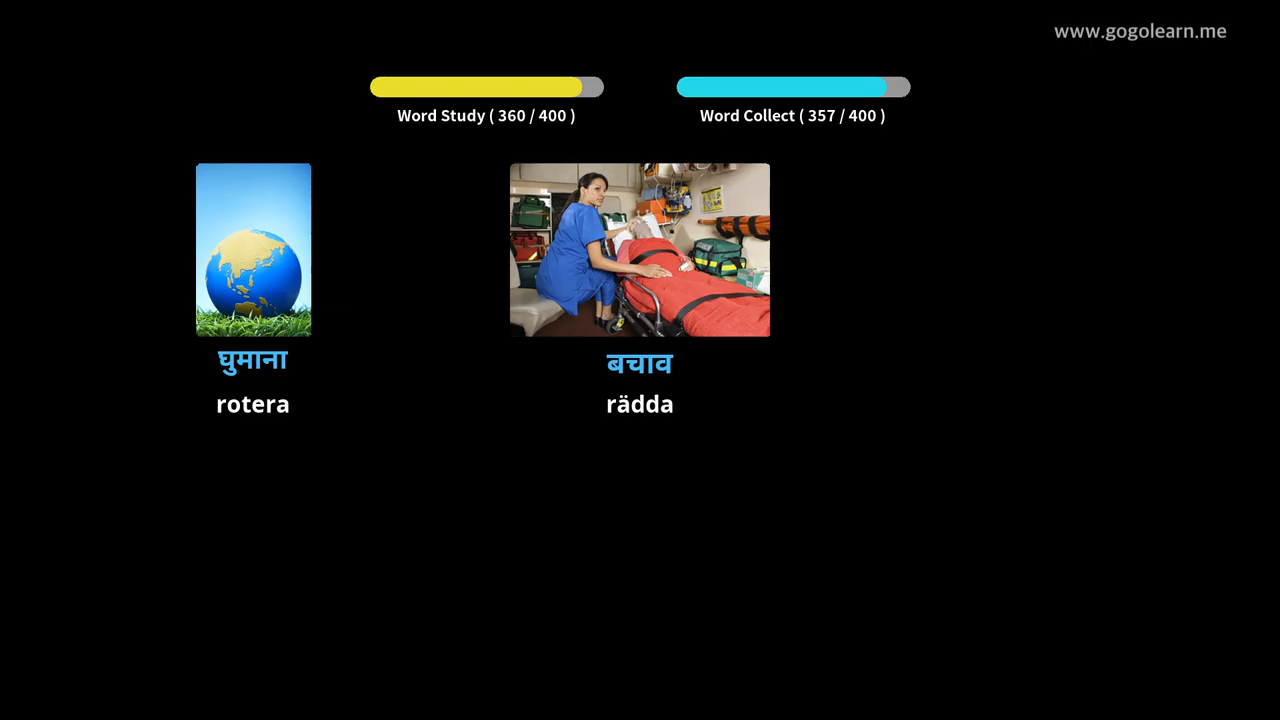 www.gogolearn.me
Word Study ( 360 / 400 )
Word Collect ( 357 / 400 )
घुमाना
बचाव
rotera
rädda